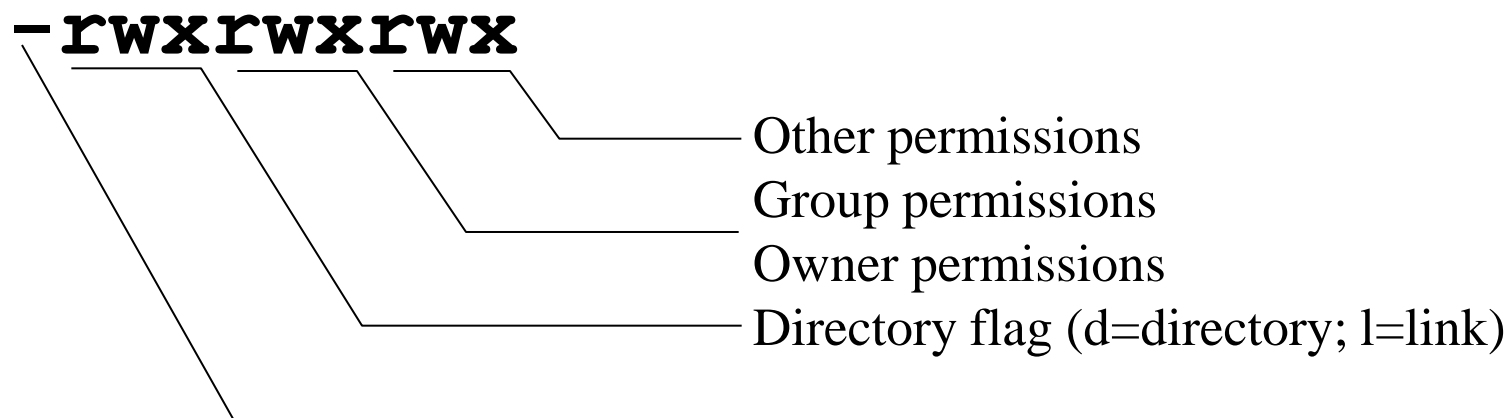 -rwxrwxrwx
Other permissions
Group permissions
Owner permissions
Directory flag (d=directory; l=link)